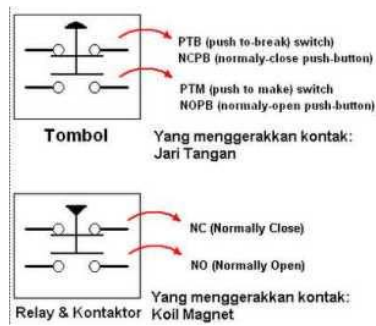 PTB (push to-break) switch
NCPB (normaly-close push-button)
PTM (push to make) switch
NOPB (normaly-open push-button)
Tombol
Yang menggerakkan kontak:
Jari Tangan
NC (Normally Close)
NO (Normally Open)
Relay & Kontaktor
Yang menggerakkan kontak:
Koil Magnet